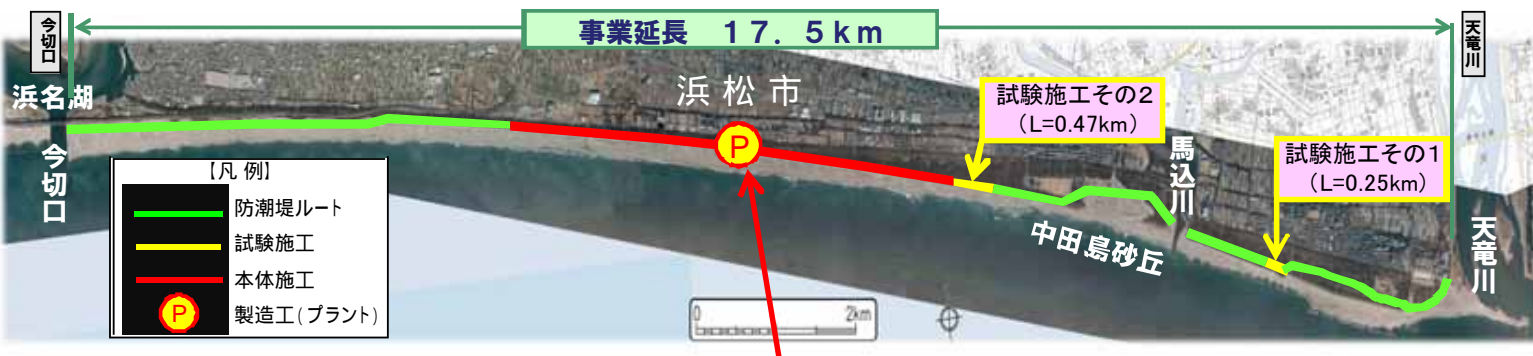 今切口
事業延長 17.5km
天竜川
浜名湖
今切口
浜松市
P
試験施工その2
(L=0.47km)
馬込川
試験施工その1
(L=0.25km)
中田島砂丘
天竜川
【凡 例】
防潮堤ルート
試験施工
本体施工
P 製造工(プラント)
0 2km